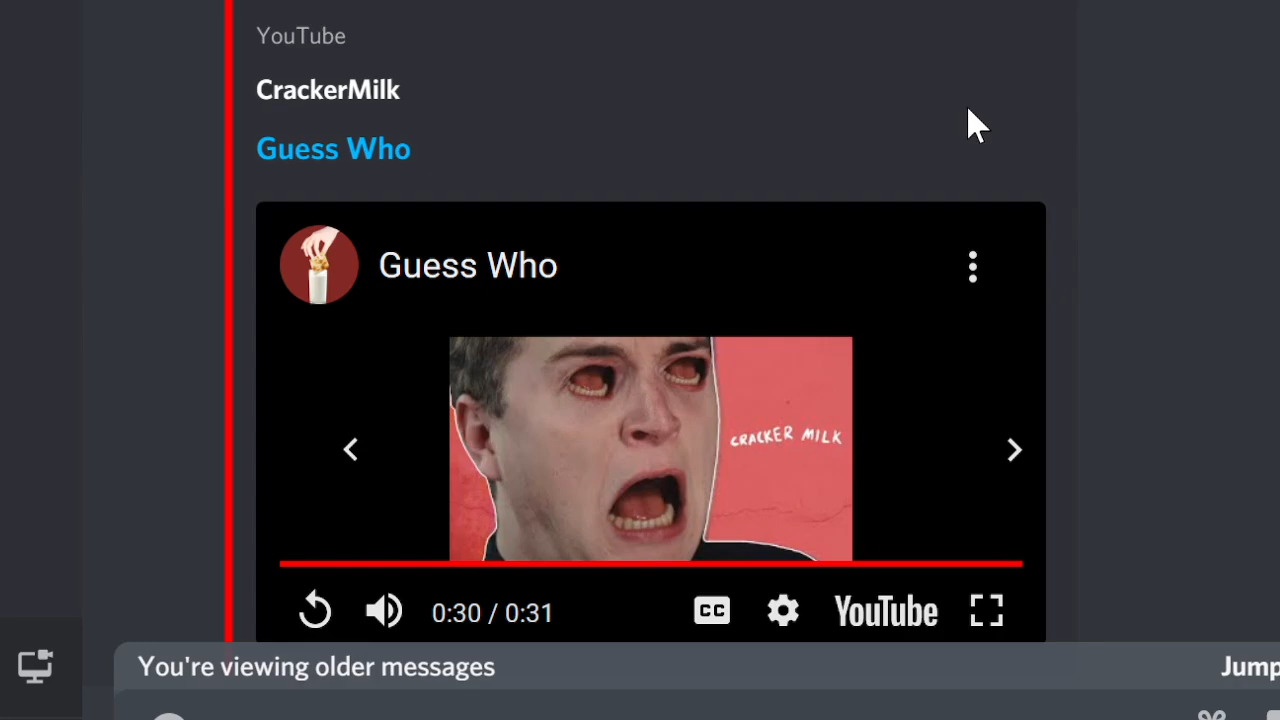 YouTube
CrackerMilk
Guess Who
Guess Who
CRACKER MILK
0:30 / 0:31
CC
YouTube
You're viewing older messages
Jump